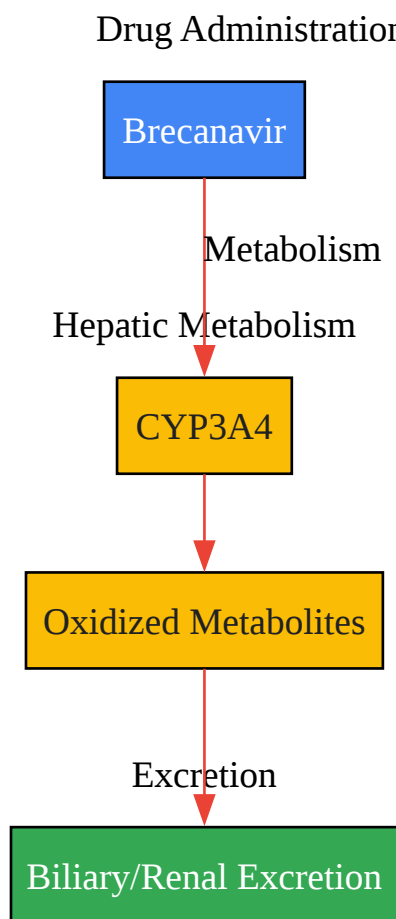 Drug Administration
Brecanavir
Metabolism
Hepatic Metabolism
CYP3A4
Oxidized Metabolites
Excretion
Biliary/Renal Excretion